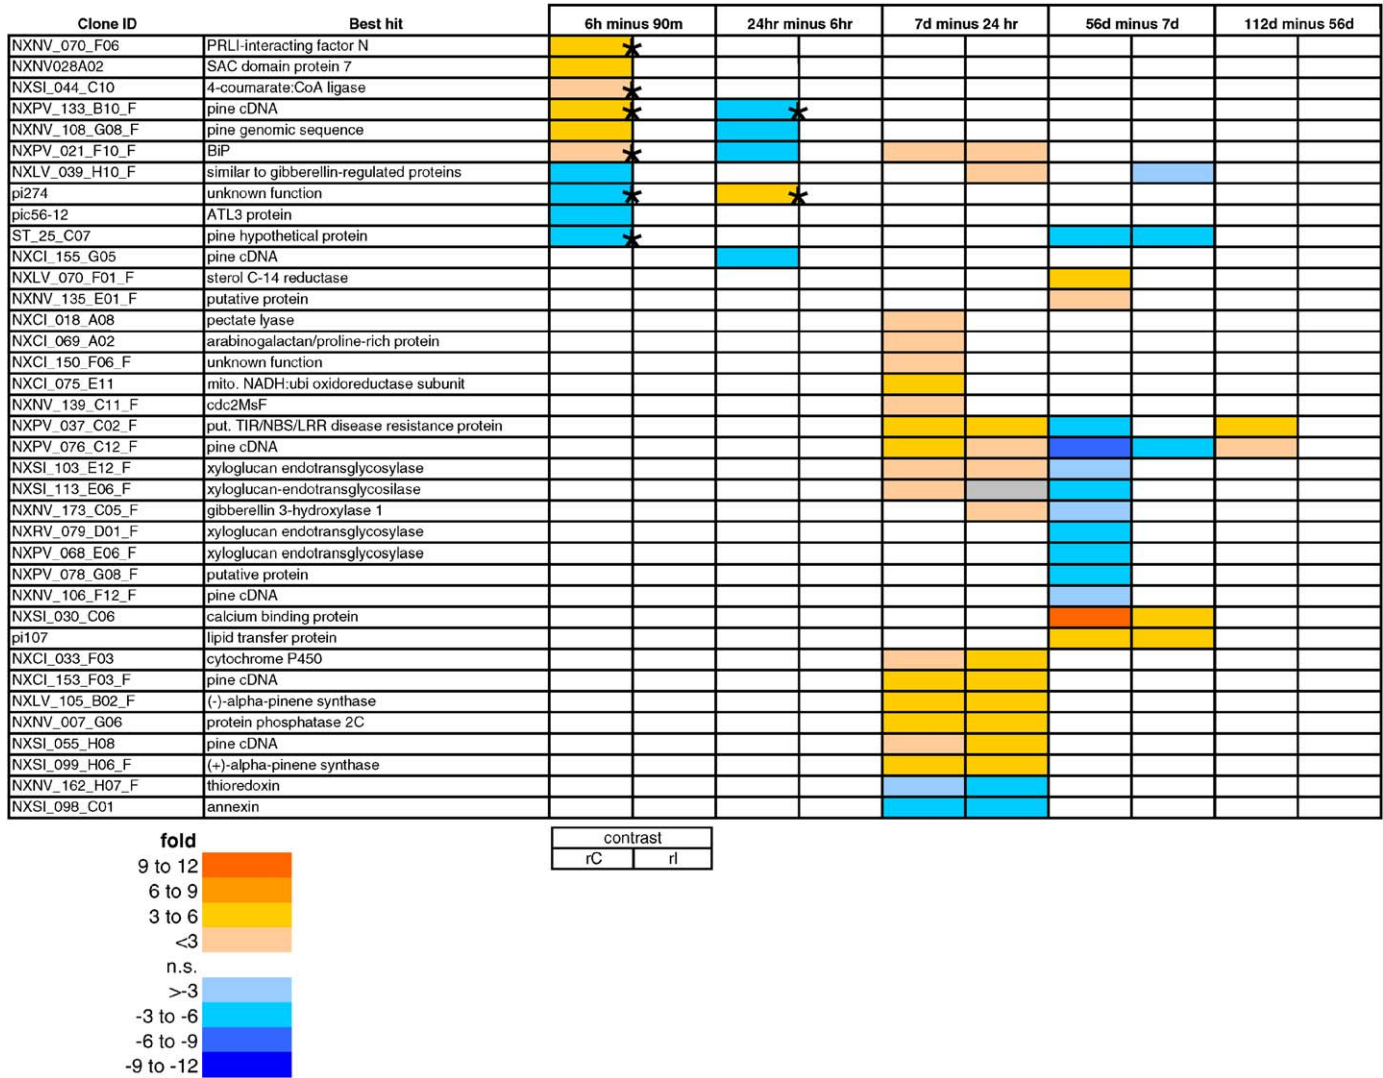 Clone ID Best hit 6h minus 90m 24hr minus 6hr 7d minus 24 hr 56d minus 7d 112d minus 56d
NXNV_070_F06 PRLI-interacting factor N
NXNV028A02 SAC domain protein 7
NXSI_044_C10 4-coumarate:CoA ligase
NXPV_133_B10_F pine cDNA
NXNV_108_G08_F pine genomic sequence
NXPV_021_F10_F BiP
NXLV_039_H10_F similar to gibberellin-regulated proteins
pi274 unknown function
pic56-12 ATL3 protein
ST_25_C07 pine hypothetical protein
NXCI_155_G05 pine cDNA
NXLV_070_F01_F sterol C-14 reductase
NXNV_135_E01_F putative protein
NXCI_018_A08 pectate lyase
NXCI_069_A02 arabinogalactan/proline-rich protein
NXCI_150_F06_F unknown function
NXCI_075_E11 mito. NADH:ubi oxidoreductase subunit
NXNV_139_C11_F cdc2MsF
NXPV_037_C02_F put. TIR/NBS/LRR disease resistance protein
NXPV_076_C12_F pine cDNA
NXSI_103_E12_F xyloglucan endotransglycosylase
NXSI_113_E06_F xyloglucan-endotransglycosilase
NXNV_173_C05_F gibberellin 3-hydroxylase 1
NXRV_079_D01_F xyloglucan endotransglycosylase
NXPV_068_E06_F xyloglucan endotransglycosylase
NXPV_078_G08_F putative protein
NXNV_106_F12_F pine cDNA
NXSI_030_C06 calcium binding protein
pi107 lipid transfer protein
NXCI_033_F03 cytochrome P450
NXCI_153_F03_F pine cDNA
NXLV_105_B02_F (-)-alpha-pinene synthase
NXNV_007_G06 protein phosphatase 2C
NXSI_055_H08 pine cDNA
NXSI_099_H06_F (+)-alpha-pinene synthase
NXNV_162_H07_F thioredoxin
NXSI_098_C01 annexin
fold
9 to 12
6 to 9
3 to 6
<3
n.s.
>-3
-3 to -6
-6 to -9
-9 to -12
contrast
rC rI